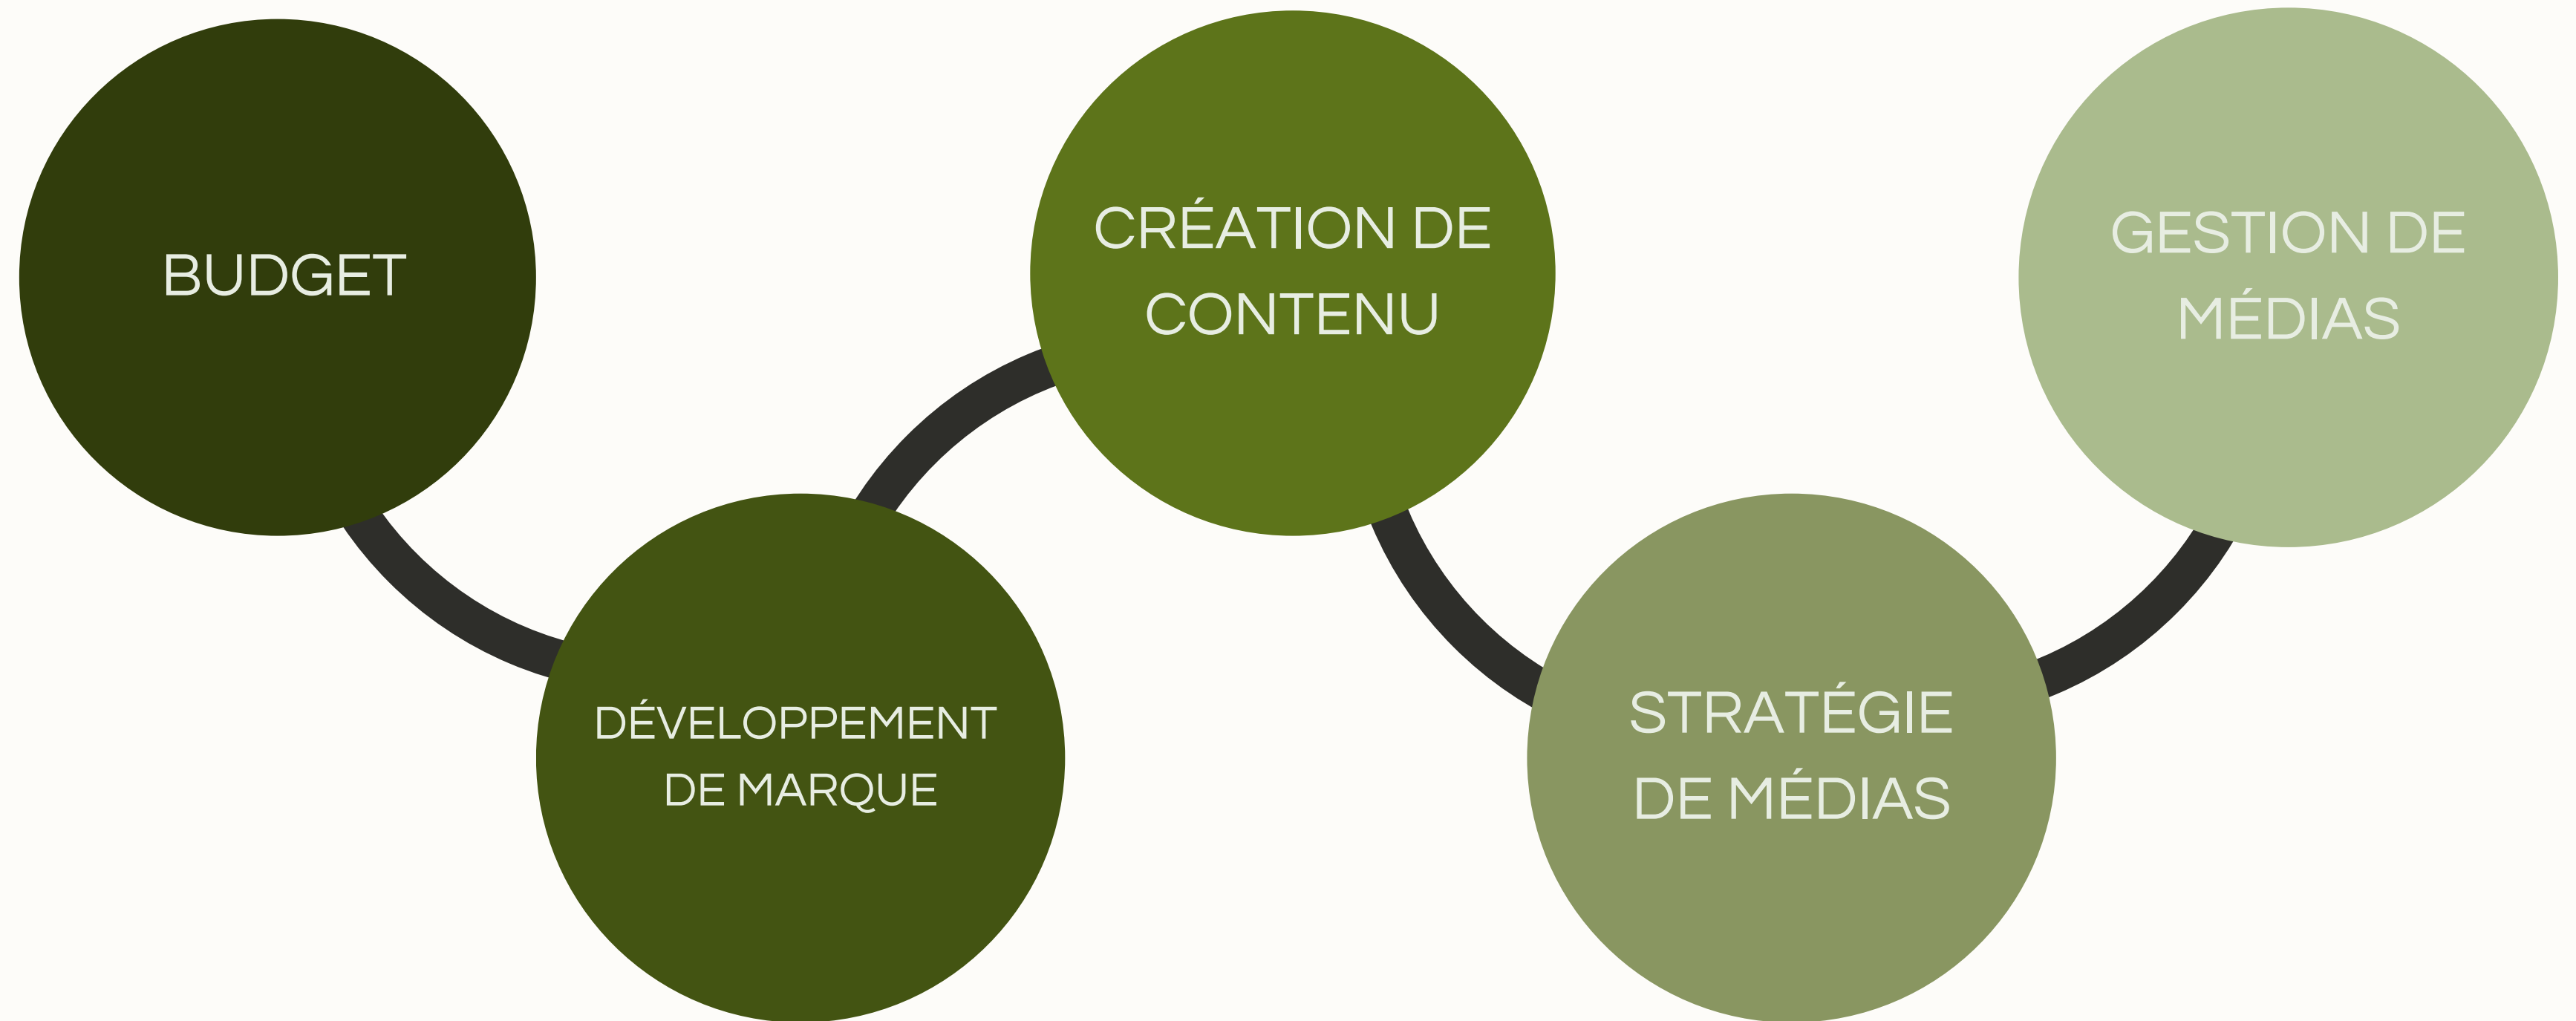 BUDGET
DÉVELOPPEMENT
DE MARQUE
CRÉATION DE
CONTENU
STRATÉGIE
DE MÉDIAS
GESTION DE
MÉDIAS